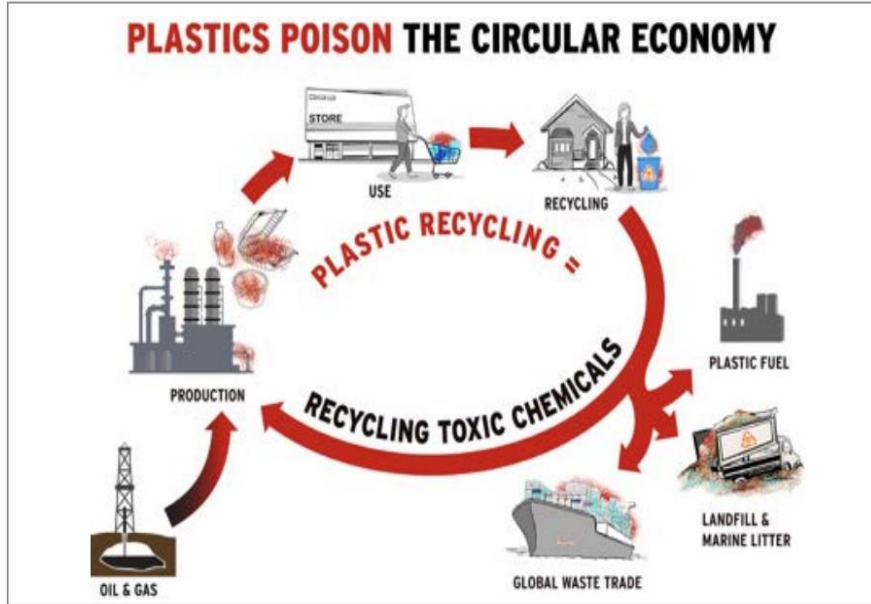 PLASTICS POISON THE CIRCULAR ECONOMY
STORE
USE
RECYCLING
PLASTIC RECYCLING =
PRODUCTION
PLASTIC FUEL
RECYCLING TOXIC CHEMICALS
LANDFILL &
MARINE LITTER
GLOBAL WASTE TRADE
OIL & GAS